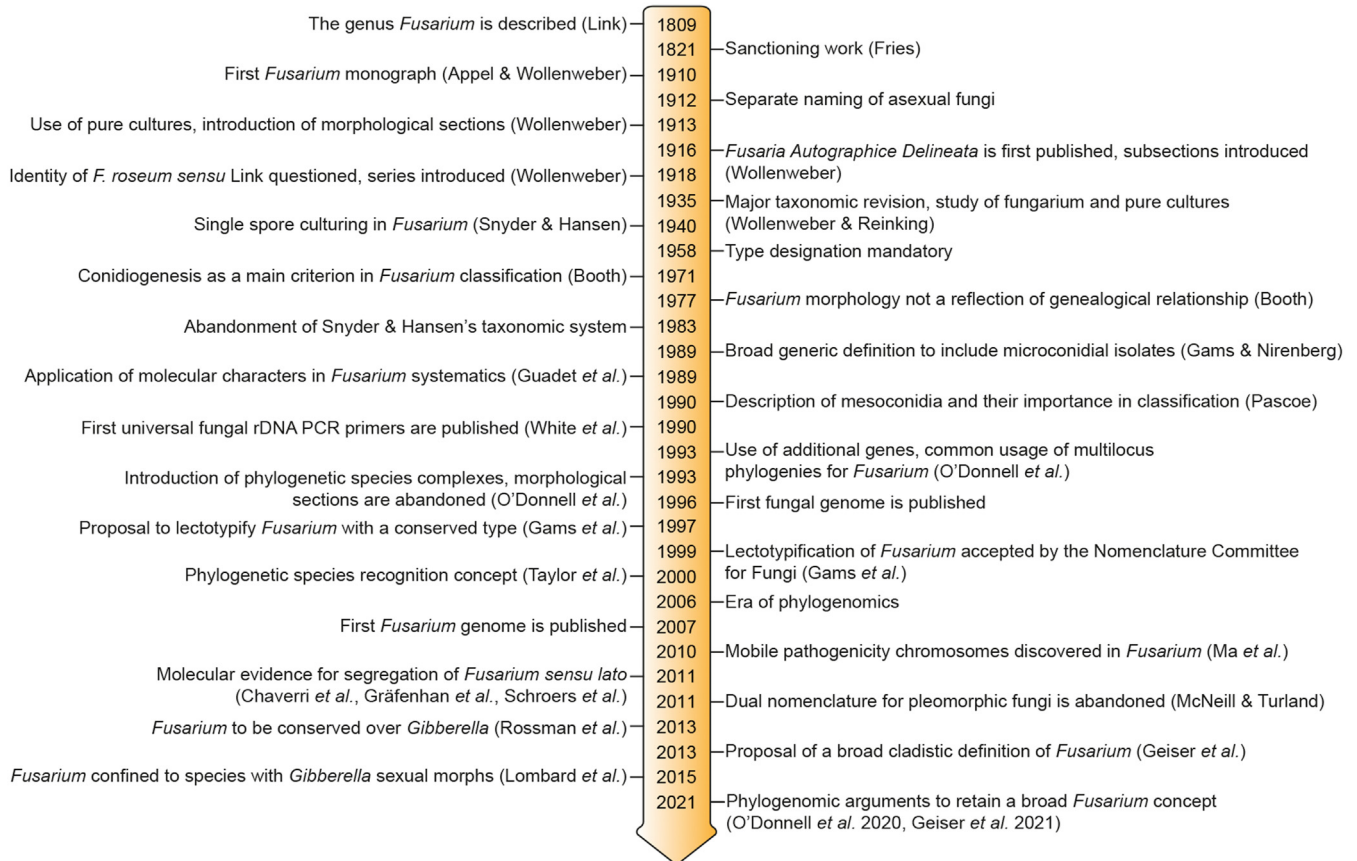 The genus Fusarium is described (Link)
1809
1821
Sanctioning work (Fries)
First Fusarium monograph (Appel & Wollenweber)
1910
1912
Separate naming of asexual fungi
Use of pure cultures, introduction of morphological sections (Wollenweber)
1913
1916
Fusaria Autographice Delineata is first published, subsections introduced
(Wollenweber)
Identity of F. roseum sensu Link questioned, series introduced (Wollenweber)
1918
1935
Major taxonomic revision, study of fungarium and pure cultures
(Wollenweber & Reinking)
Single spore culturing in Fusarium (Snyder & Hansen)
1940
1958
Type designation mandatory
Conidiogenesis as a main criterion in Fusarium classification (Booth)
1971
1977
Fusarium morphology not a reflection of genealogical relationship (Booth)
Abandonment of Snyder & Hansen's taxonomic system
1983
1989
Broad generic definition to include microconidial isolates (Gams & Nirenberg)
Application of molecular characters in Fusarium systematics (Guadet et al.)
1989
1990
Description of mesoconidia and their importance in classification (Pascoe)
First universal fungal rDNA PCR primers are published (White et al.)
1990
1993
Use of additional genes, common usage of multilocus
phylogenies for Fusarium (O'Donnell et al.)
Introduction of phylogenetic species complexes, morphological
sections are abandoned (O'Donnell et al.)
1993
1996
First fungal genome is published
Proposal to lectotypify Fusarium with a conserved type (Gams et al.)
1997
1999
Lectotypification of Fusarium accepted by the Nomenclature Committee
for Fungi (Gams et al.)
Phylogenetic species recognition concept (Taylor et al.)
2000
2006
Era of phylogenomics
First Fusarium genome is published
2007
2010
Mobile pathogenicity chromosomes discovered in Fusarium (Ma et al.)
Molecular evidence for segregation of Fusarium sensu lato
(Chaverri et al., Gräfenhan et al., Schroers et al.)
2011
2011
Dual nomenclature for pleomorphic fungi is abandoned (McNeill & Turland)
Fusarium to be conserved over Gibberella (Rossman et al.)
2013
2013
Proposal of a broad cladistic definition of Fusarium (Geiser et al.)
Fusarium confined to species with Gibberella sexual morphs (Lombard et al.)
2015
2021
Phylogenomic arguments to retain a broad Fusarium concept
(O'Donnell et al. 2020, Geiser et al. 2021)